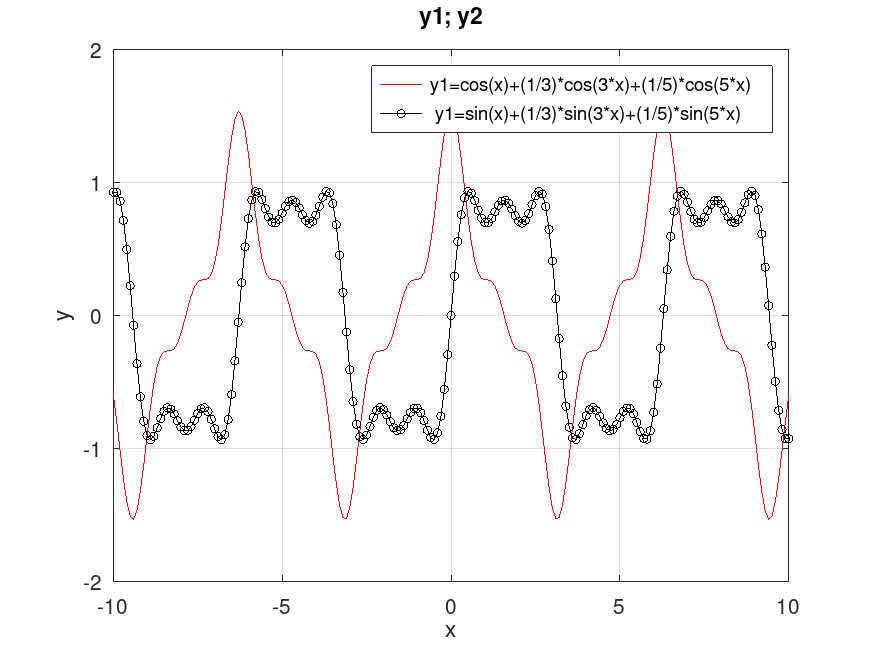 y1; y2
y1=cos(x)+(1/3)*cos(3*x)+(1/5)*cos(5*x)
y1=sin(x)+(1/3)*sin(3*x)+(1/5)*sin(5*x)
2
1
0
-1
-2
y
-10
-5
0
5
10
x